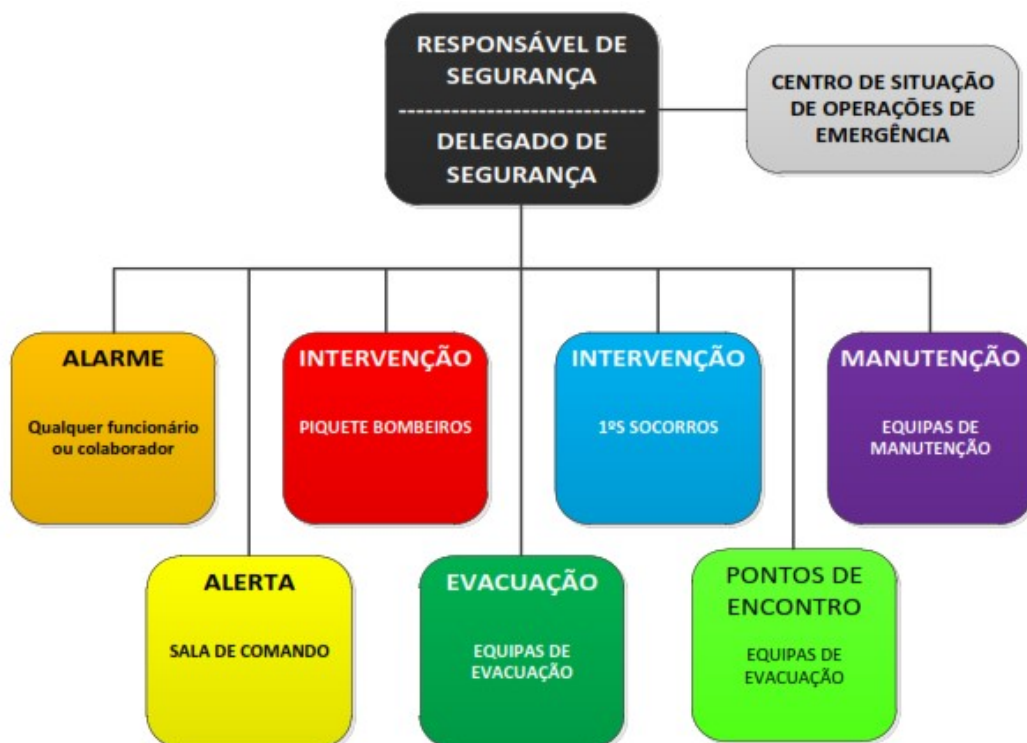 RESPONSÁVEL DE
SEGURANÇA
DELEGADO DE
SEGURANÇA
CENTRO DE SITUAÇÃO
DE OPERAÇÕES DE
EMERGÊNCIA
ALARME
Qualquer funcionário
ou colaborador
INTERVENÇÃO
PIQUETE BOMBEIROS
INTERVENÇÃO
1ºS SOCORROS
MANUTENÇÃO
EQUIPAS DE
MANUTENÇÃO
ALERTA
SALA DE COMANDO
EVACUAÇÃO
EQUIPAS DE
EVACUAÇÃO
PONTOS DE
ENCONTRO
EQUIPAS DE
EVACUAÇÃO